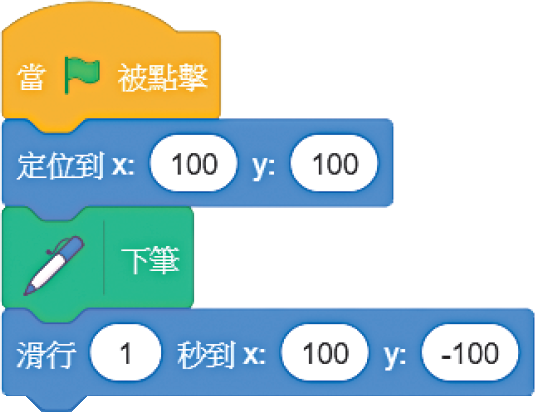 當 被點擊
定位到 x: 100 y: 100
下筆
滑行 1 秒到 x: 100 y: -100